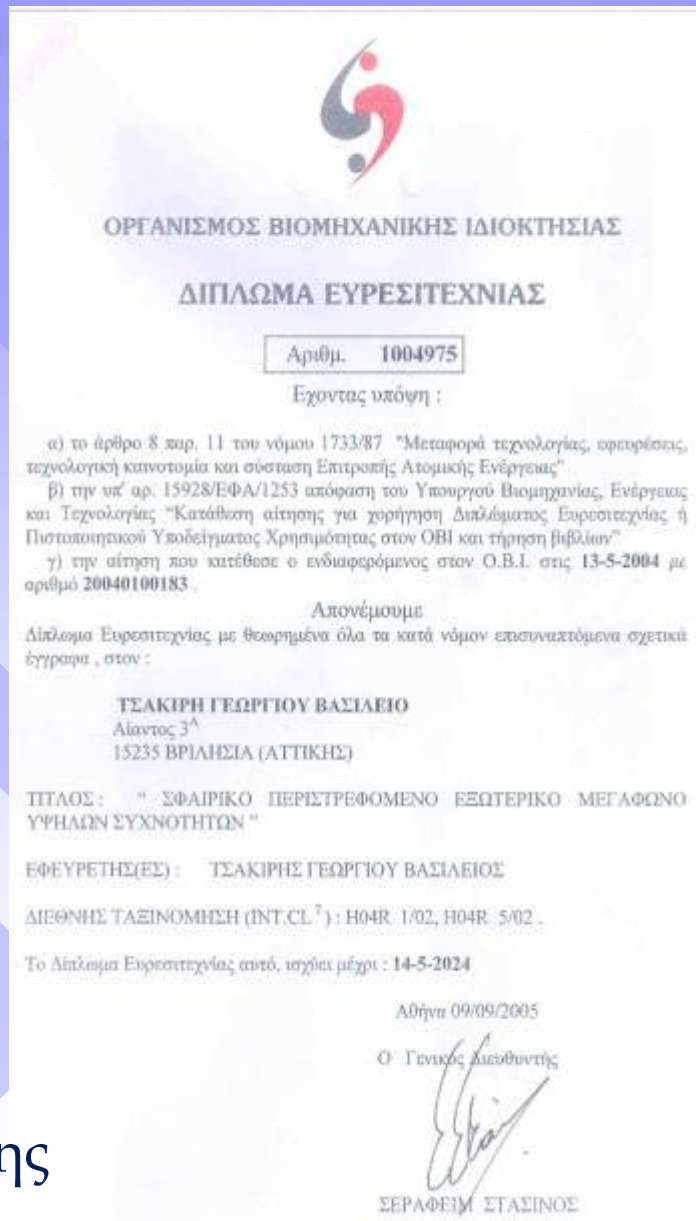 ΟΡΓΑΝΙΣΜΟΣ ΒΙΟΜΗΧΑΝΙΚΗΣ ΙΔΙΟΚΤΗΣΙΑΣ
ΔΙΠΛΩΜΑ ΕΥΡΕΣΙΤΕΧΝΙΑΣ
Αριθμ. 1004975
Εχοντας υπόψη :
α) το άρθρο 8 παρ. 11 του νόμου 1733/87 "Μεταφορά τεχνολογίας, εφευρέσεις,
τεχνολογική καινοτομία και σύσταση Επιτροπής Ατομικής Ενέργειας"
β) την υπ' αρ. 15928/ΕΦΑ/1253 απόφαση του Υπουργού Βιομηχανίας, Ενέργειας
και Τεχνολογίας "Κατάθεση αίτησης για χορήγηση Διπλώματος Ευρεσιτεχνίας ή
Πιστοποιητικού Υποδείγματος Χρησιμότητας στον ΟΒΙ και τήρηση βιβλίων"
γ) την αίτηση που κατέθεσε ο ενδιαφερόμενος στον Ο.Β.Ι. στις 13-5-2004 με
αριθμό 20040100183 .
Απονέμουμε
Δίπλωμα Ευρεσιτεχνίας με θεωρημένα όλα τα κατά νόμον επισυναπτόμενα σχετικά
έγγραφα , στον :
ΤΣΑΚΙΡΗ ΓΕΩΡΓΙΟΥ ΒΑΣΙΛΕΙΟ
Αίαντος 3^Α
15235 ΒΡΙΛΗΣΙΑ (ΑΤΤΙΚΗΣ)
ΤΙΤΛΟΣ : " ΣΦΑΙΡΙΚΟ ΠΕΡΙΣΤΡΕΦΟΜΕΝΟ ΕΞΩΤΕΡΙΚΟ ΜΕΓΑΦΩΝΟ
ΥΨΗΛΩΝ ΣΥΧΝΟΤΗΤΩΝ "
ΕΦΕΥΡΕΤΗΣ(ΕΣ) : ΤΣΑΚΙΡΗΣ ΓΕΩΡΓΙΟΥ ΒΑΣΙΛΕΙΟΣ
ΔΙΕΘΝΗΣ ΤΑΞΙΝΟΜΗΣΗ (INT.CL⁷) : H04R 1/02, H04R 5/02 .
Το Δίπλωμα Ευρεσιτεχνίας αυτό, ισχύει μέχρι : 14-5-2024
Αθήνα 09/09/2005
Ο Γενικός Διευθυντής
ΣΕΡΑΦΕΙΜ ΣΤΑΣΙΝΟΣ
ης